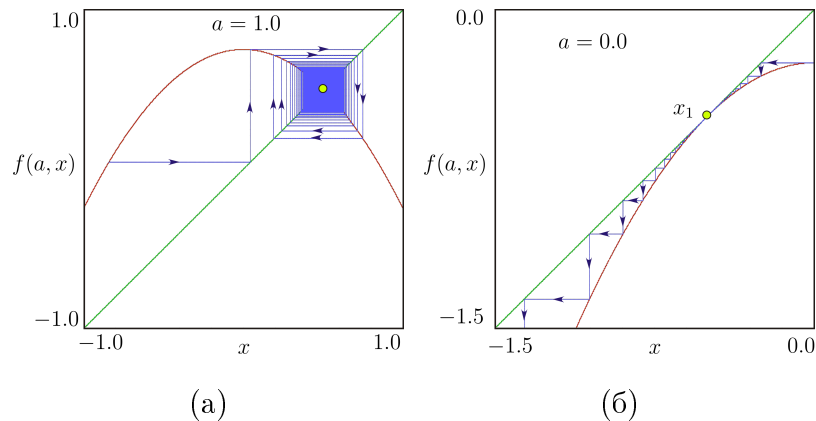 1.0
a = 1.0
f(a, x)
−1.0
−1.0
x
1.0
(а)
0.0
a = 0.0
x1
f(a, x)
−1.5
−1.5
x
0.0
(б)